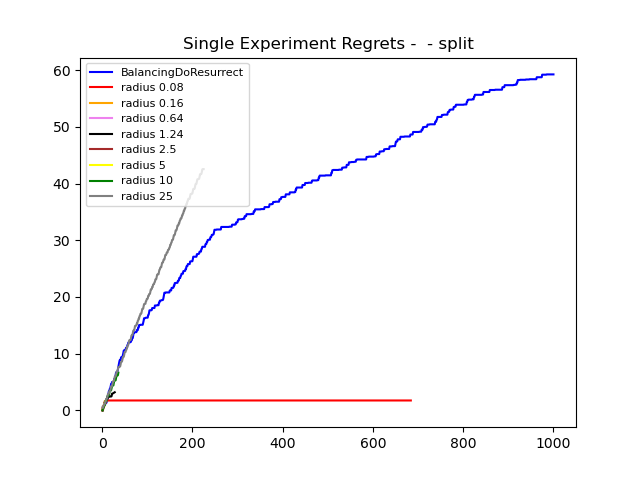 Single Experiment Regrets -  - split
60
50
40
30
20
10
0
BalancingDoResurrect
radius 0.08
radius 0.16
radius 0.64
radius 1.24
radius 2.5
radius 5
radius 10
radius 25
0 200 400 600 800 1000